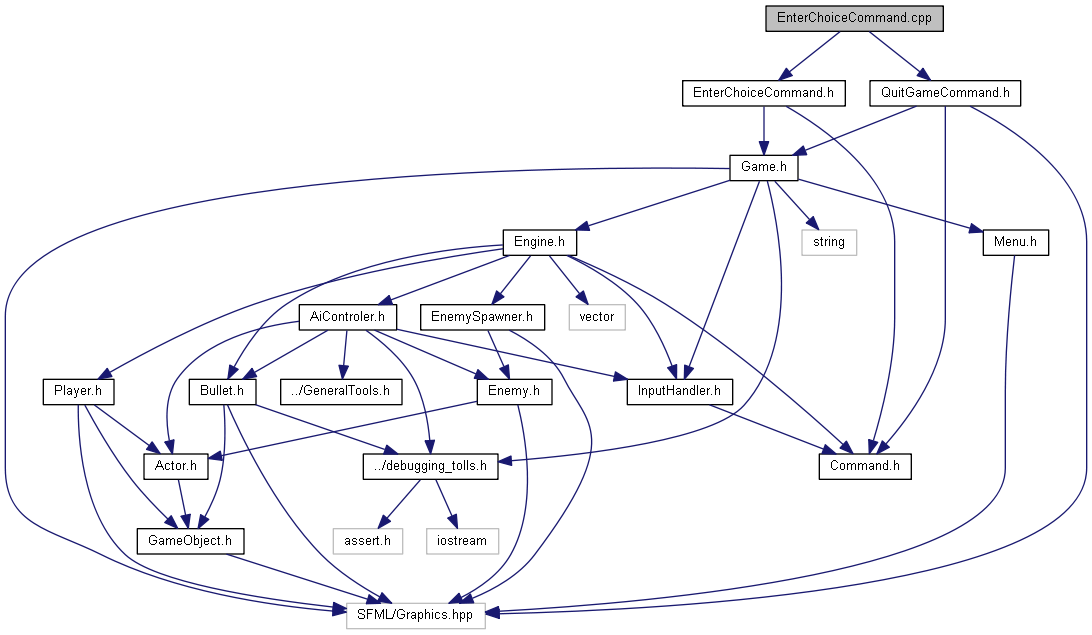 EnterChoiceCommand.cpp
EnterChoiceCommand.h
QuitGameCommand.h
Game.h
Engine.h
string
Menu.h
AiControler.h
EnemySpawner.h
vector
Player.h
Bullet.h
../GeneralTools.h
Enemy.h
InputHandler.h
Actor.h
../debugging_tolls.h
Command.h
GameObject.h
assert.h
iostream
SFML/Graphics.hpp